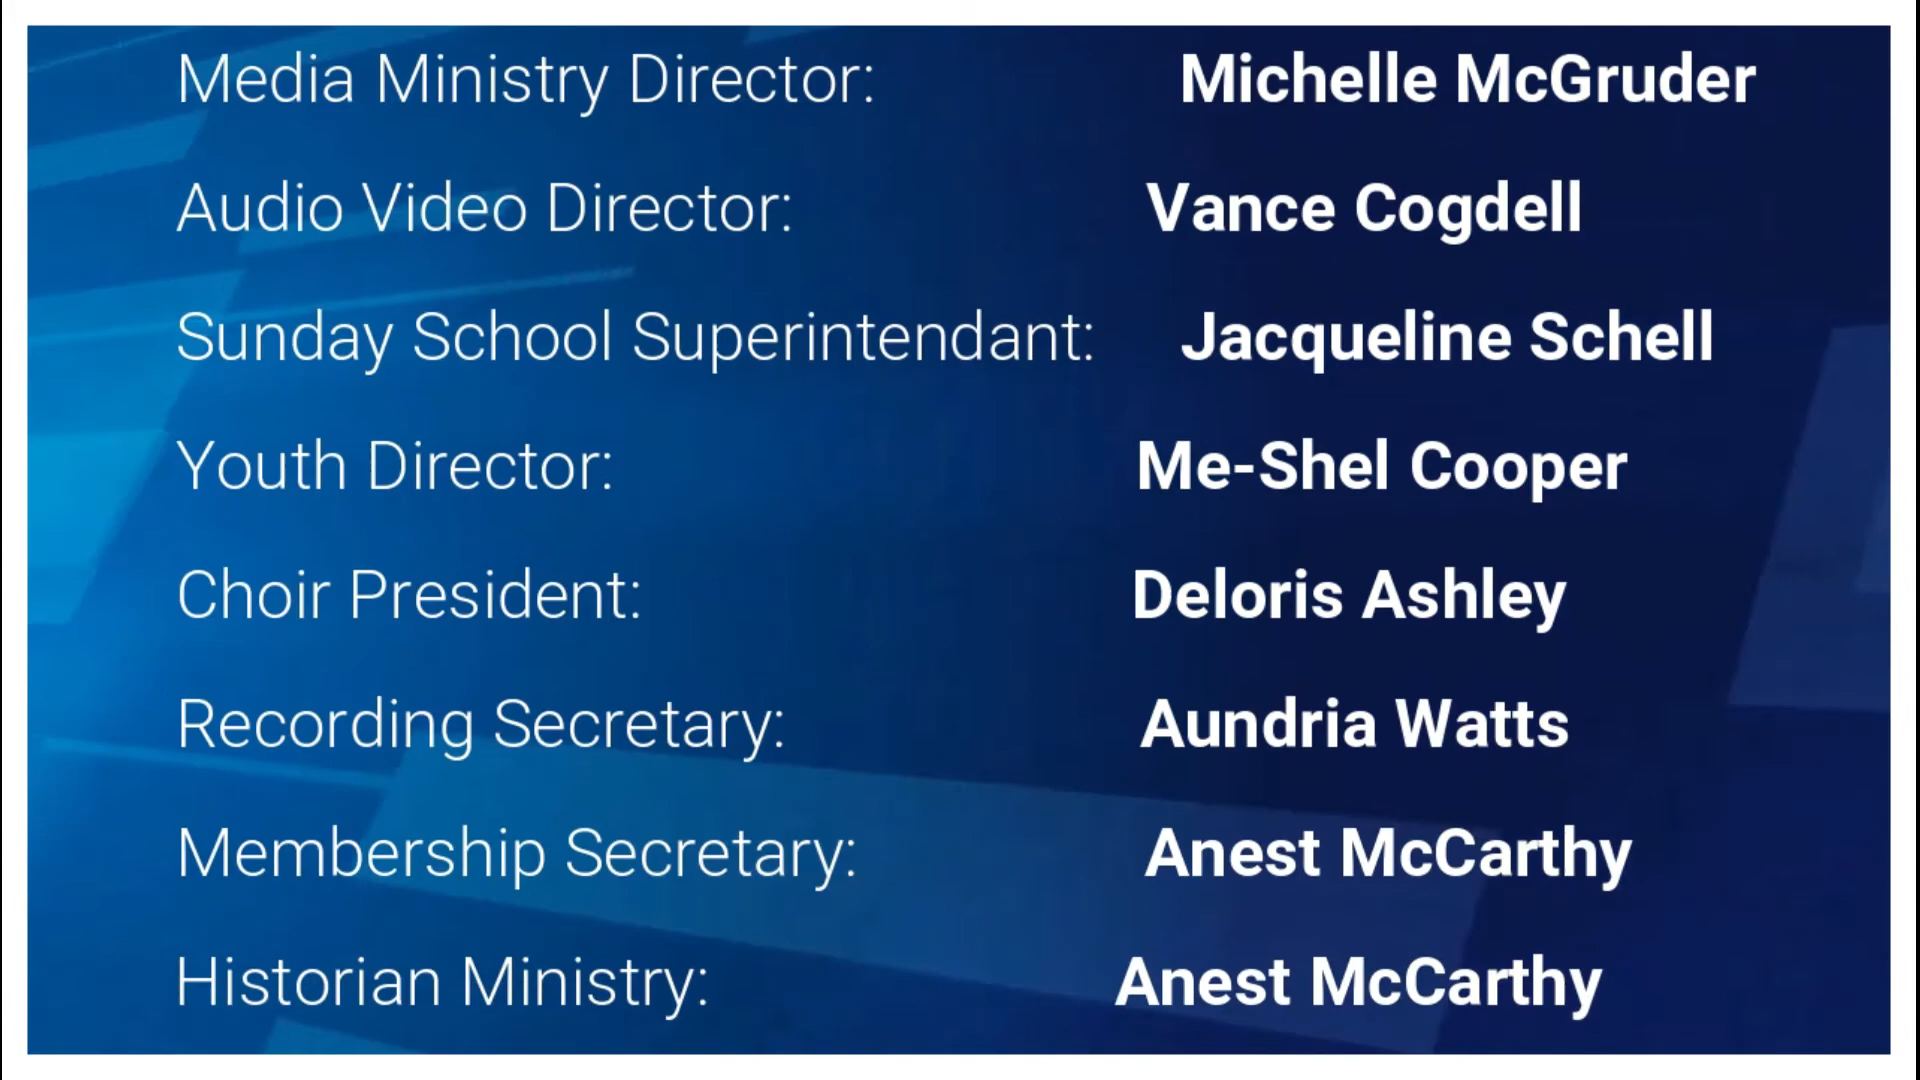 Media Ministry Director: Michelle McGruder
Audio Video Director: Vance Cogdell
Sunday School Superintendant: Jacqueline Schell
Youth Director: Me-Shel Cooper
Choir President: Deloris Ashley
Recording Secretary: Aundria Watts
Membership Secretary: Anest McCarthy
Historian Ministry: Anest McCarthy